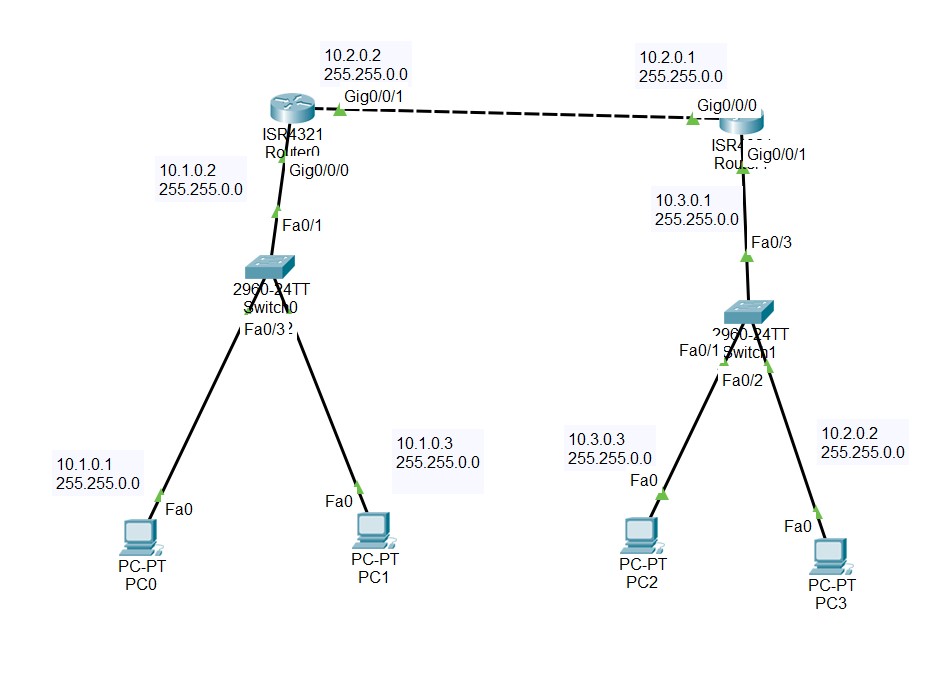 10.2.0.2
255.255.0.0
10.2.0.1
255.255.0.0
Gig0/0/1
Gig0/0/0
ISR4321
Router0
Gig0/0/1
10.1.0.2
255.255.0.0
Gig0/0/0
10.3.0.1
255.255.0.0
Fa0/1
Fa0/3
2960-24TT
Switch0
Fa0/3
2960-24TT
Switch1
Fa0/1
Fa0/2
10.1.0.1
255.255.0.0
10.1.0.3
255.255.0.0
10.3.0.3
255.255.0.0
10.2.0.2
255.255.0.0
Fa0
Fa0
Fa0
Fa0
PC-PT
PC0
PC-PT
PC1
PC-PT
PC2
PC-PT
PC3